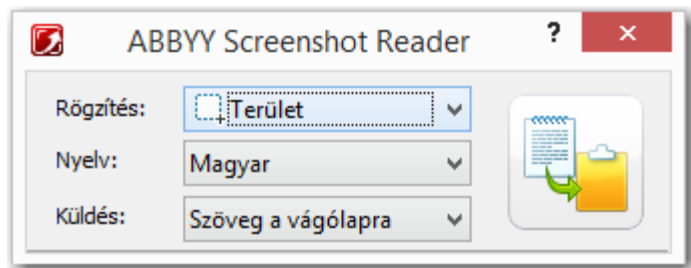 ABBYY Screenshot Reader ? ×
Rögzítés: Terület
Nyelv: Magyar
Küldés: Szöveg a vágólapra